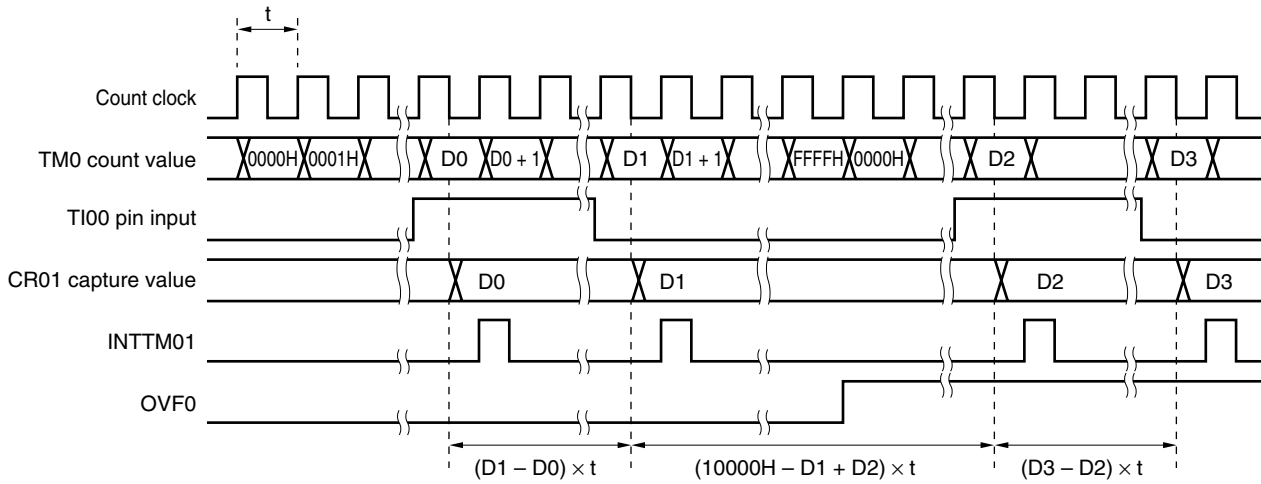 t
Count clock
TM0 count value 0000H 0001H D0 D0 + 1 D1 D1 + 1 FFFFH 0000H D2 D3
TI00 pin input
CR01 capture value D0 D1 D2 D3
INTTM01
OVF0
(D1 – D0) × t (10000H – D1 + D2) × t (D3 – D2) × t